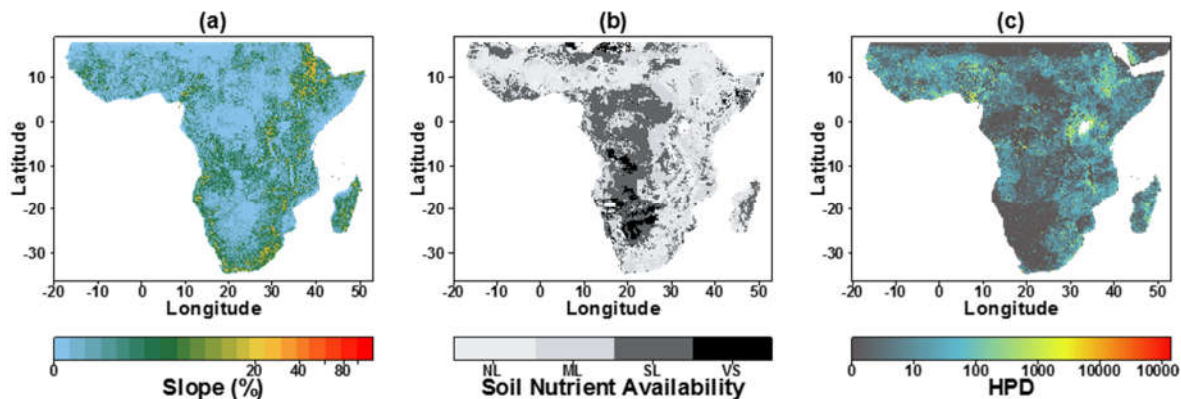 (a) (b) (c)
Latitude Latitude Latitude
10 10 10
0 0 0
-10 -10 -10
-20 -20 -20
-30 -30 -30
-20 -10 0 10 20 30 40 50 -20 -10 0 10 20 30 40 50 -20 -10 0 10 20 30 40 50
Longitude Longitude Longitude
0 20 40 80 NL ML SL VS 0 10 100 1000 10000 100000
Slope (%) Soil Nutrient Availability HPD